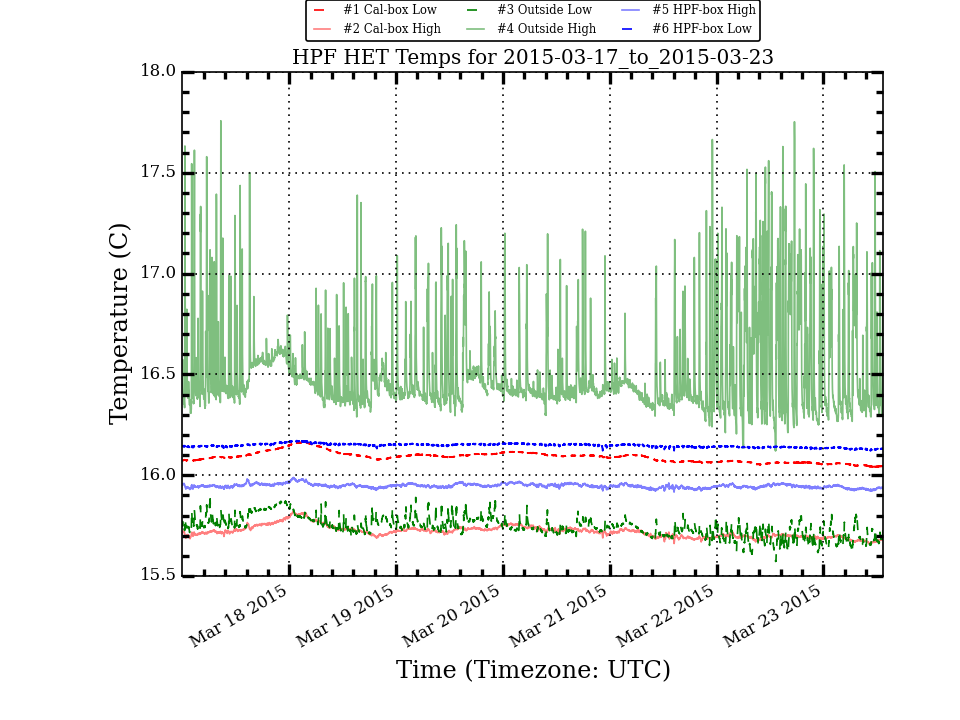 #1 Cal-box Low #3 Outside Low #5 HPF-box High
#2 Cal-box High #4 Outside High #6 HPF-box Low
HPF HET Temps for 2015-03-17_to_2015-03-23
18.0
17.5
17.0
16.5
16.0
15.5
Temperature (C)
Mar 18 2015 Mar 19 2015 Mar 20 2015 Mar 21 2015 Mar 22 2015 Mar 23 2015
Time (Timezone: UTC)